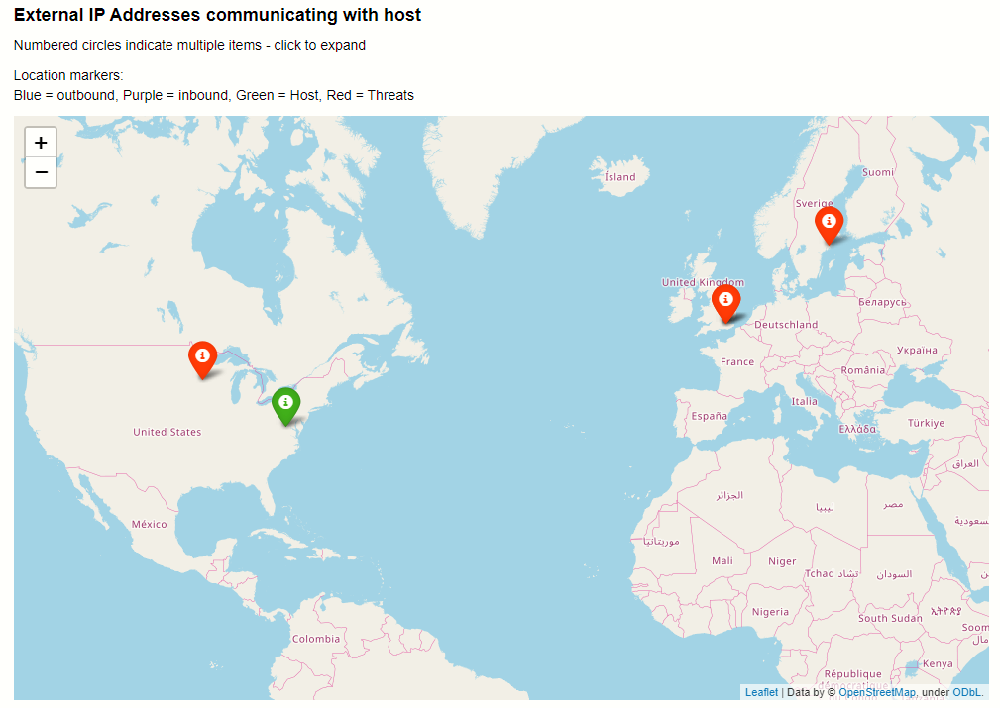 External IP Addresses communicating with host
Numbered circles indicate multiple items - click to expand
Location markers:
Blue = outbound, Purple = inbound, Green = Host, Red = Threats
+
−
Ísland
Suomi
Sverige
United Kingdom
Беларусь
Deutschland
Україна
France
România
Italia
España
Ελλάδα
Türkiye
United States
العراق
الجزائر
ليبيا
مصر
السعودية
México
موريتانيا
Mali
Niger
Tchad تشاد
السودان
Nigeria
South Sudan
Colombia
Kenya
République
démocratique
Leaflet | Data by © OpenStreetMap, under ODbL.